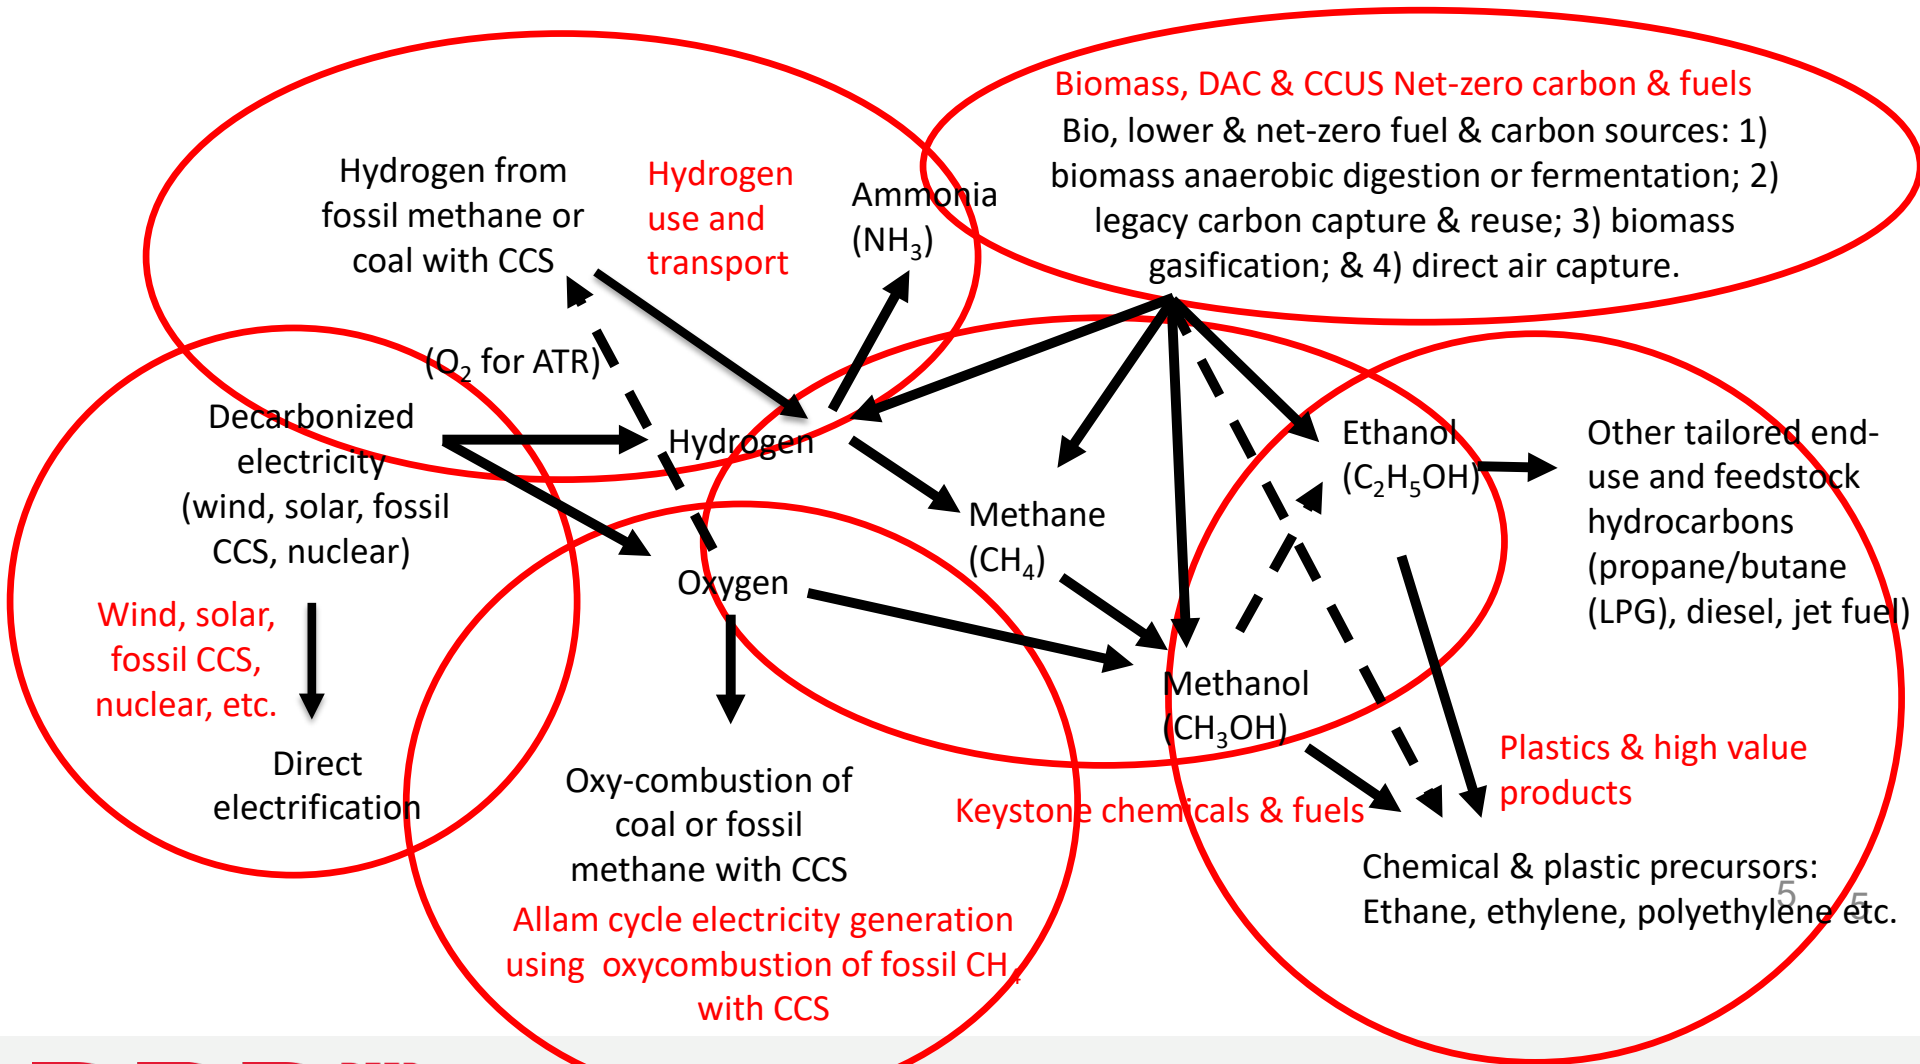 Biomass, DAC & CCUS Net-zero carbon & fuels
Bio, lower & net-zero fuel & carbon sources: 1)
biomass anaerobic digestion or fermentation; 2)
legacy carbon capture & reuse; 3) biomass
gasification; & 4) direct air capture.
Hydrogen from
fossil methane or
coal with CCS
Hydrogen
use and
transport
Ammonia
(NH₃)
(O₂ for ATR)
Decarbonized
electricity
(wind, solar, fossil
CCS, nuclear)
Hydrogen
Methane
(CH₄)
Ethanol
(C₂H₅OH)
Other tailored end-
use and feedstock
hydrocarbons
(propane/butane
(LPG), diesel, jet fuel)
Oxygen
Wind, solar,
fossil CCS,
nuclear, etc.
Direct
electrification
Methanol
(CH₃OH)
Oxy-combustion of
coal or fossil
methane with CCS
Keystone chemicals & fuels
Plastics & high value
products
Allam cycle electricity generation
using  oxycombustion of fossil CH₄
with CCS
Chemical & plastic precursors:
Ethane, ethylene, polyethylene etc.
5
5